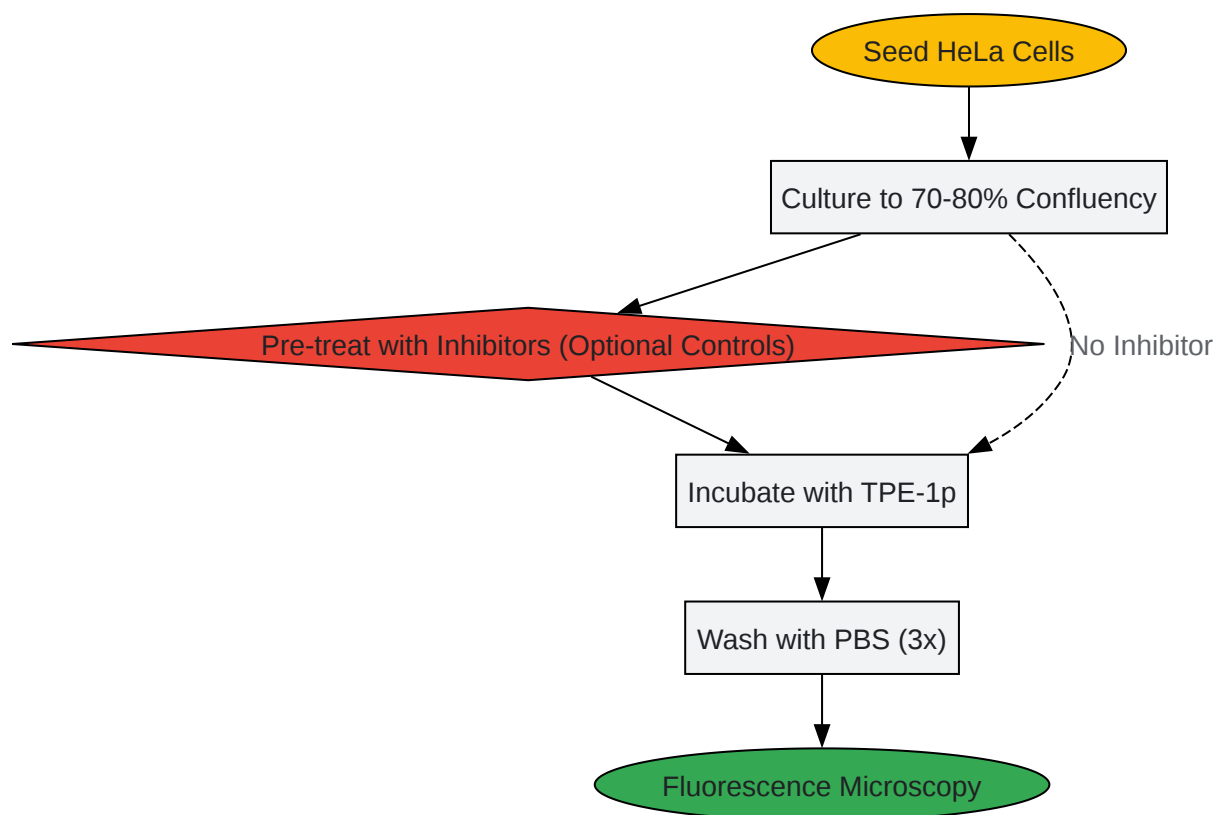 Seed HeLa Cells
Culture to 70-80% Confluency
Pre-treat with Inhibitors (Optional Controls)
No Inhibitor
Incubate with TPE-1p
Wash with PBS (3x)
Fluorescence Microscopy